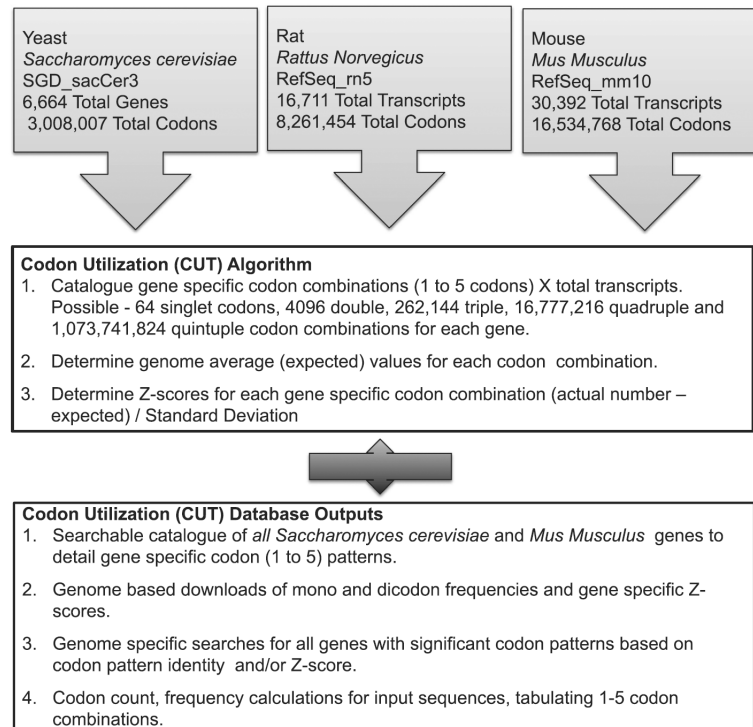 Yeast
Saccharomyces cerevisiae
SGD_sacCer3
6,664 Total Genes
3,008,007 Total Codons
Rat
Rattus Norvegicus
RefSeq_rn5
16,711 Total Transcripts
8,261,454 Total Codons
Mouse
Mus Musculus
RefSeq_mm10
30,392 Total Transcripts
16,534,768 Total Codons
Codon Utilization (CUT) Algorithm
1. Catalogue gene specific codon combinations (1 to 5 codons) X total transcripts.
Possible - 64 singlet codons, 4096 double, 262,144 triple, 16,777,216 quadruple and
1,073,741,824 quintuple codon combinations for each gene.
2. Determine genome average (expected) values for each codon combination.
3. Determine Z-scores for each gene specific codon combination (actual number –
expected) / Standard Deviation
Codon Utilization (CUT) Database Outputs
1. Searchable catalogue of all Saccharomyces cerevisiae and Mus Musculus genes to
detail gene specific codon (1 to 5) patterns.
2. Genome based downloads of mono and dicodon frequencies and gene specific Z-
scores.
3. Genome specific searches for all genes with significant codon patterns based on
codon pattern identity and/or Z-score.
4. Codon count, frequency calculations for input sequences, tabulating 1-5 codon
combinations.